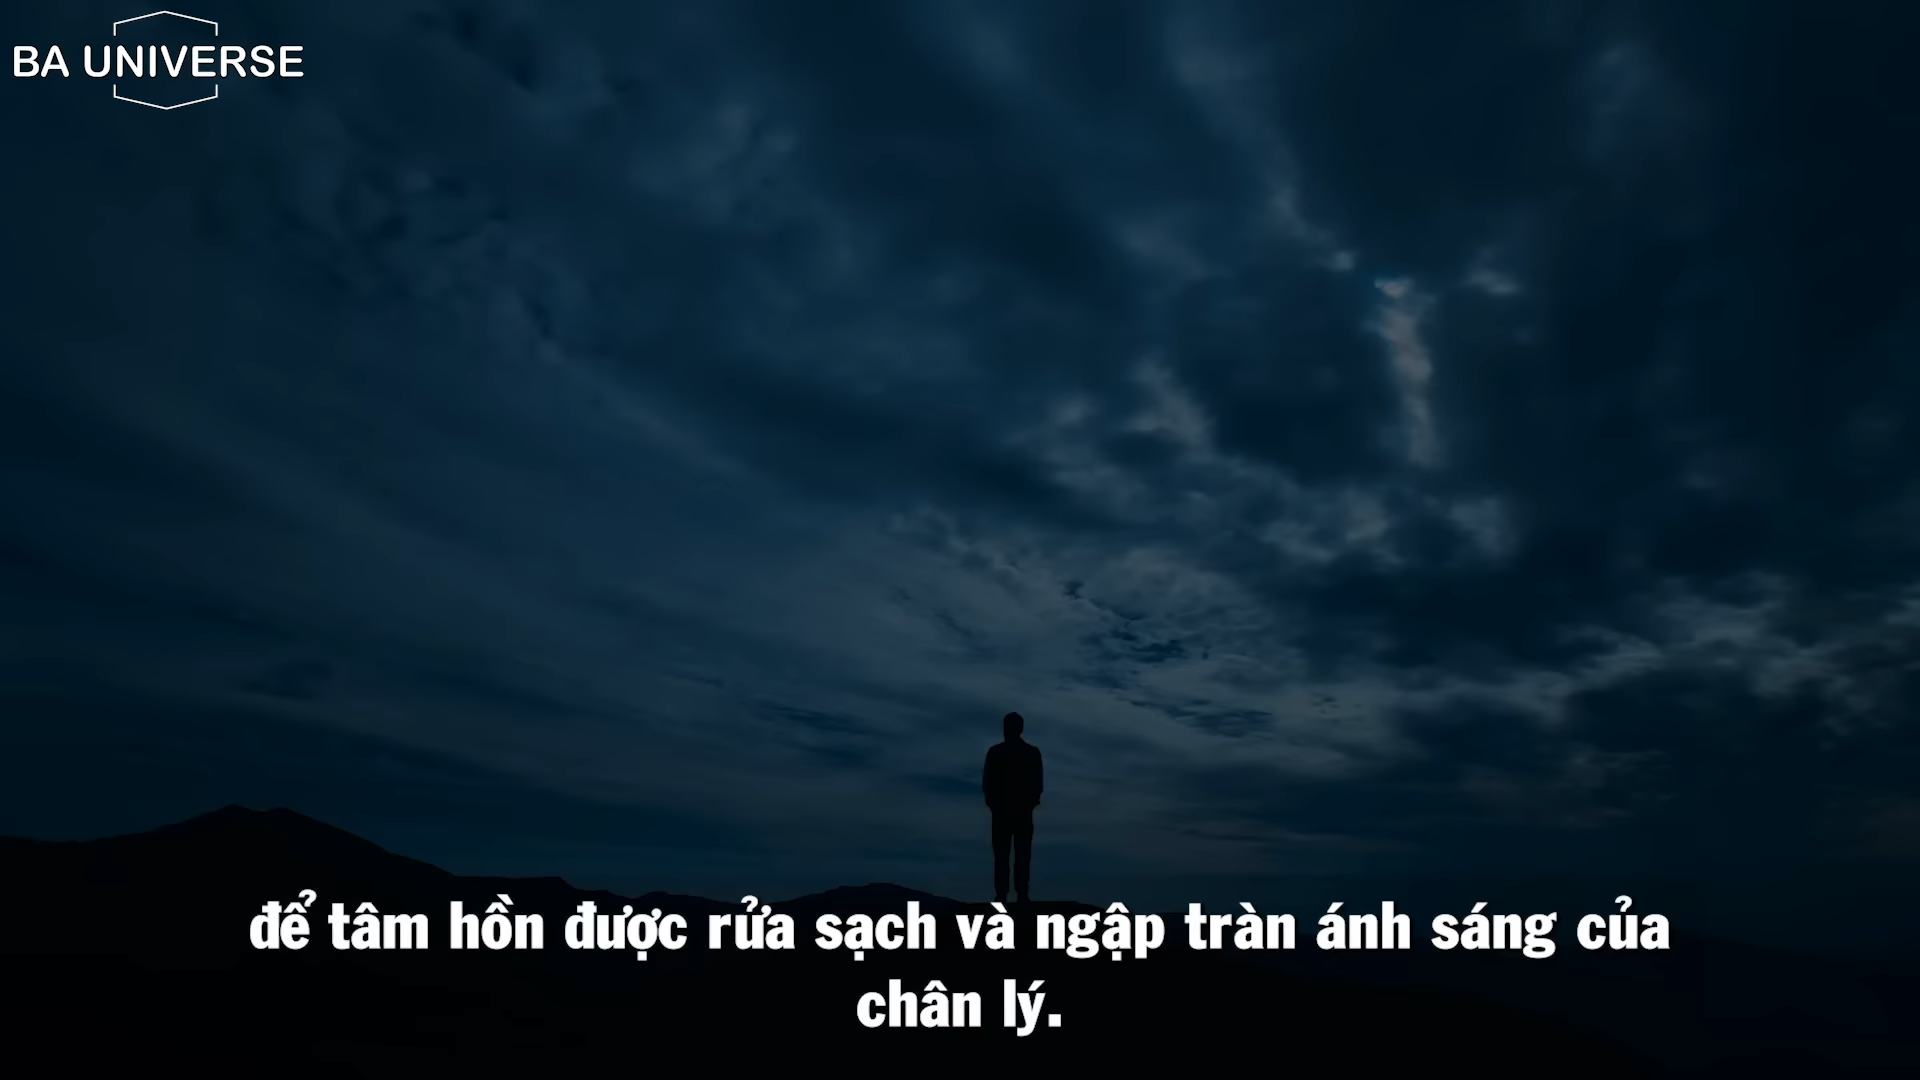 BA UNIVERSE
để tâm hồn được rửa sạch và ngập tràn ánh sáng của
chân lý.